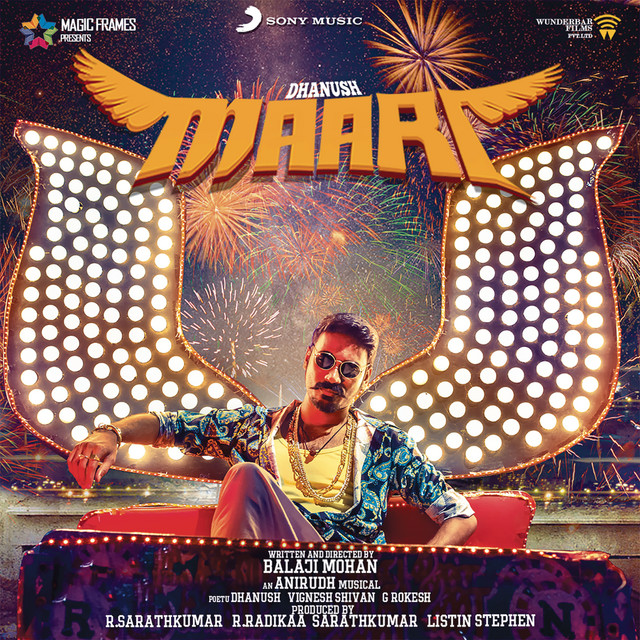 MAGIC FRAMES
PRESENTS
SONY MUSIC
WUNDERBAR
FILMS
PVT LTD
DHANUSH
MAARI
WRITTEN AND DIRECTED BY
BALAJI MOHAN
AN ANIRUDH MUSICAL
POETU DHANUSH VIGNESH SHIVAN G ROKESH
PRODUCED BY
R.SARATHKUMAR R.RADIKAA SARATHKUMAR LISTIN STEPHEN